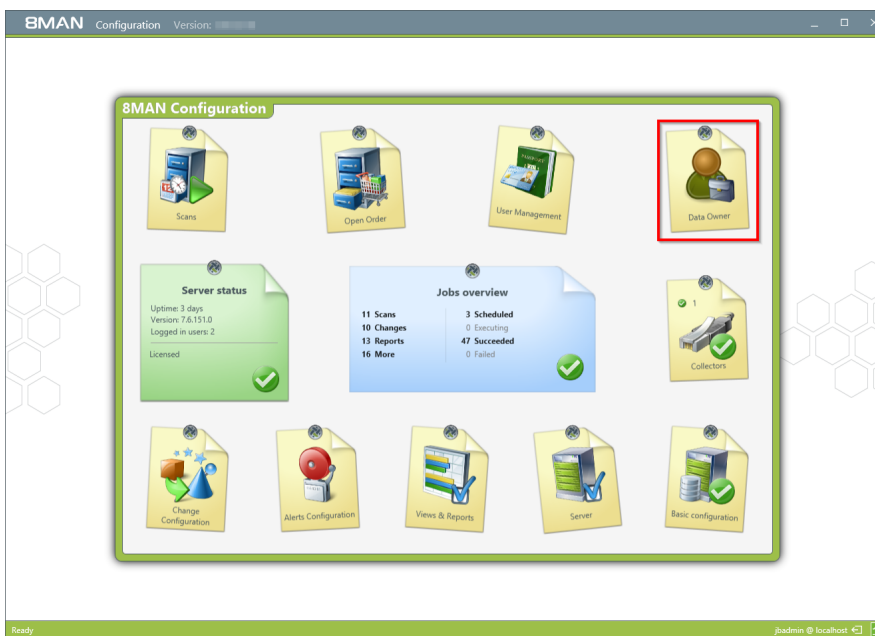 8MAN Configuration Version:
8MAN Configuration
Scans
Open Order
User Management
Data Owner
Server status
Uptime: 3 days
Version: 7.6.151.0
Logged in users: 2
Licensed
Jobs overview
11 Scans 3 Scheduled
10 Changes 0 Executing
13 Reports 47 Succeeded
16 More 0 Failed
1
Collectors
Change
Configuration
Alerts Configuration
Views & Reports
Server
Basic configuration
Ready jbadmin @ localhost